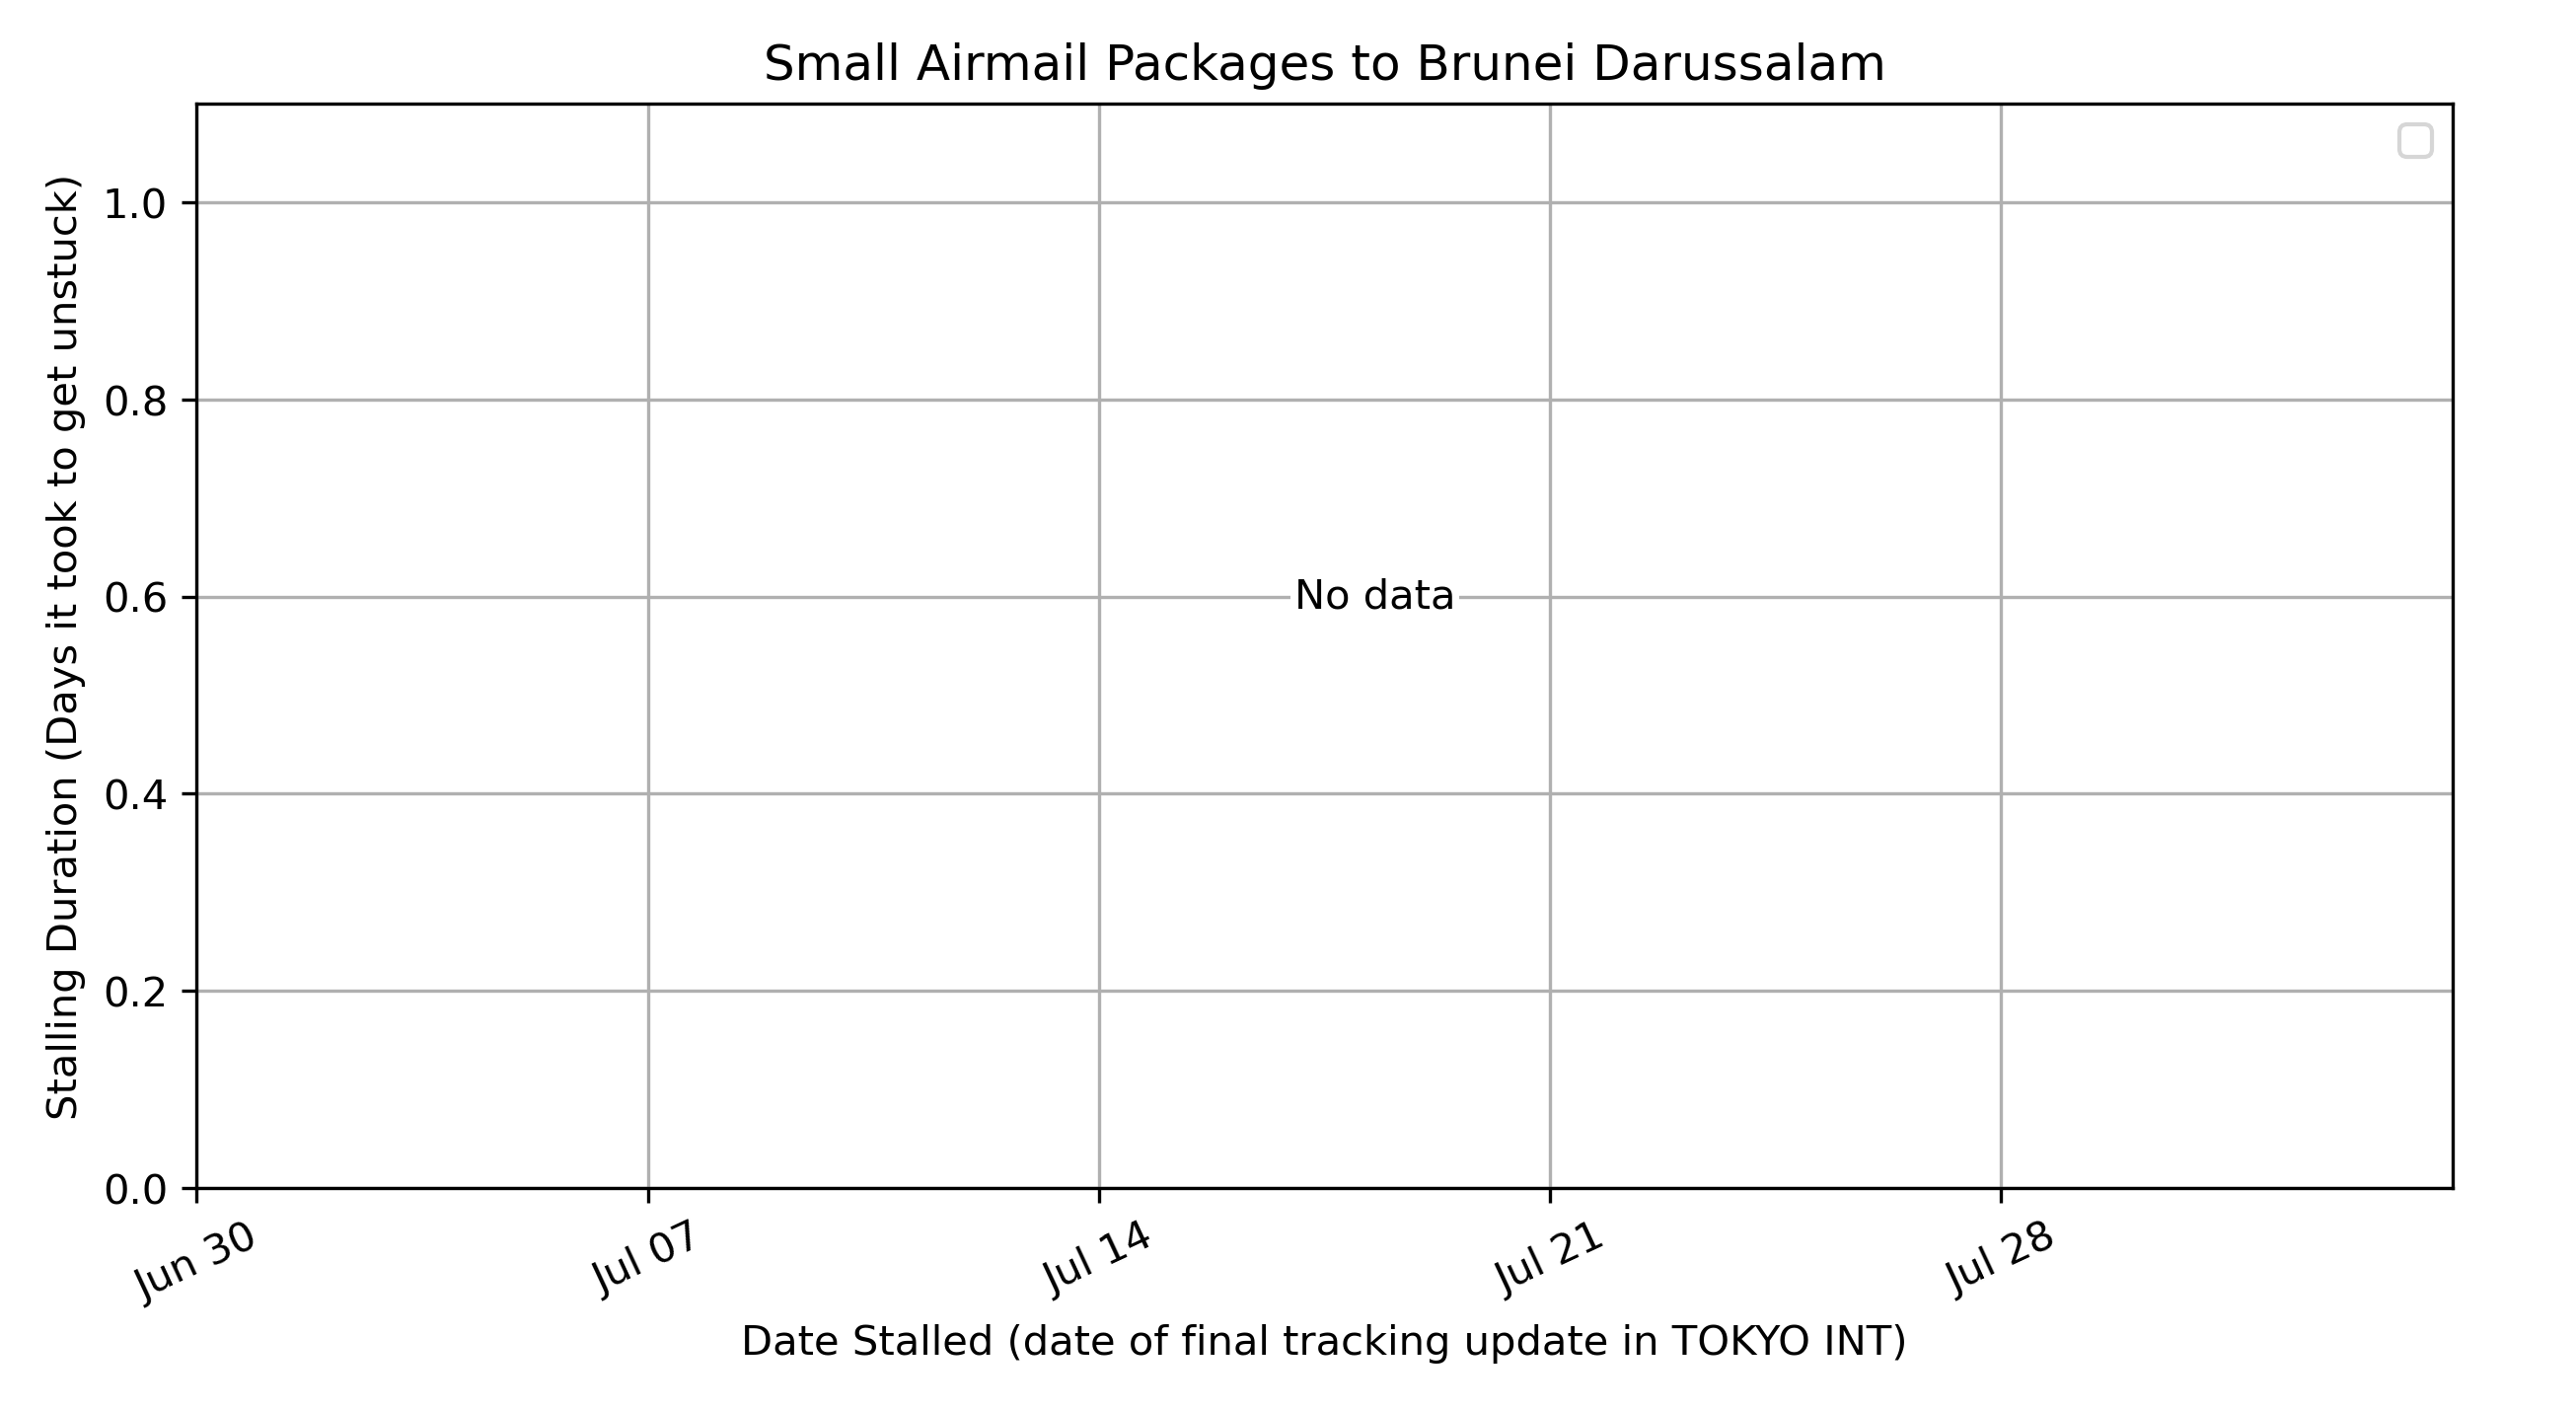 Small Airmail Packages to Brunei Darussalam
Stalling Duration (Days it took to get unstuck)
1.0
0.8
0.6
0.4
0.2
0.0
No data
Jun 30
Jul 07
Jul 14
Jul 21
Jul 28
Date Stalled (date of final tracking update in TOKYO INT)